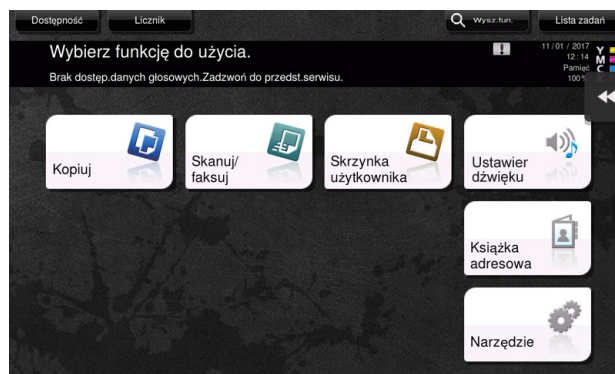 Dostępność
Licznik
Wysz.fun.
Lista zadań
Wybierz funkcję do użycia.
Brak dostęp.danych głosowych.Zadzwoń do przedst.serwisu.
11/01 / 2017
12:14
Pamięć
100%
Y
M
C
Kopiuj
Skanuj/
faksuj
Skrzynka
użytkownika
Ustawier
dźwięku
Książka
adresowa
Narzędzie